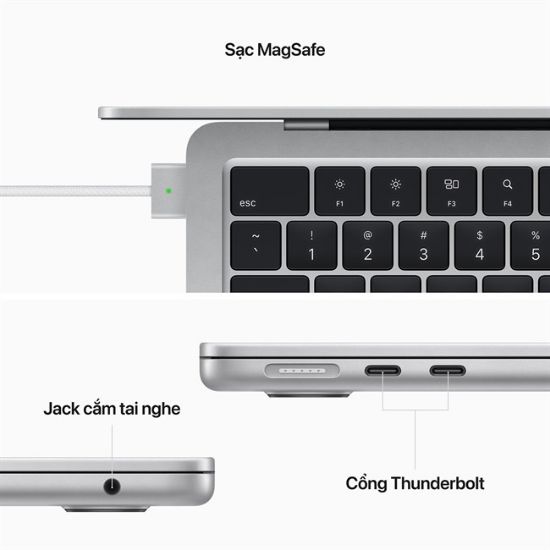 Sạc MagSafe
esc
F1
F2
F3
F4
~
`
!
1
@
2
#
3
$
4
%
5
Jack cắm tai nghe
Cổng Thunderbolt